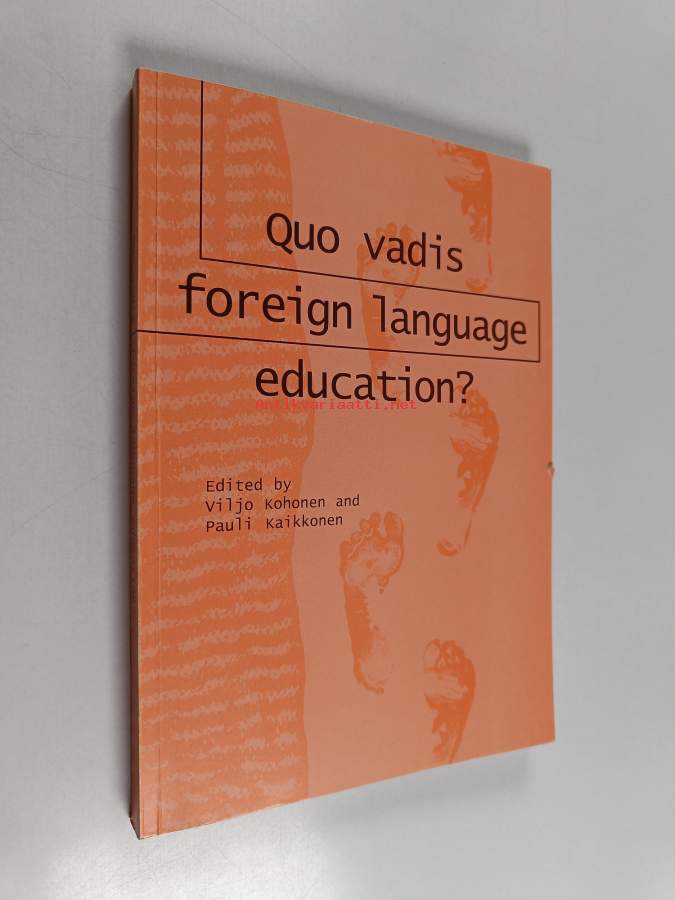 Quo vadis
foreign language
education?
antikvariaatti.net
Edited by
Viljo Kohonen and
Pauli Kaikkonen